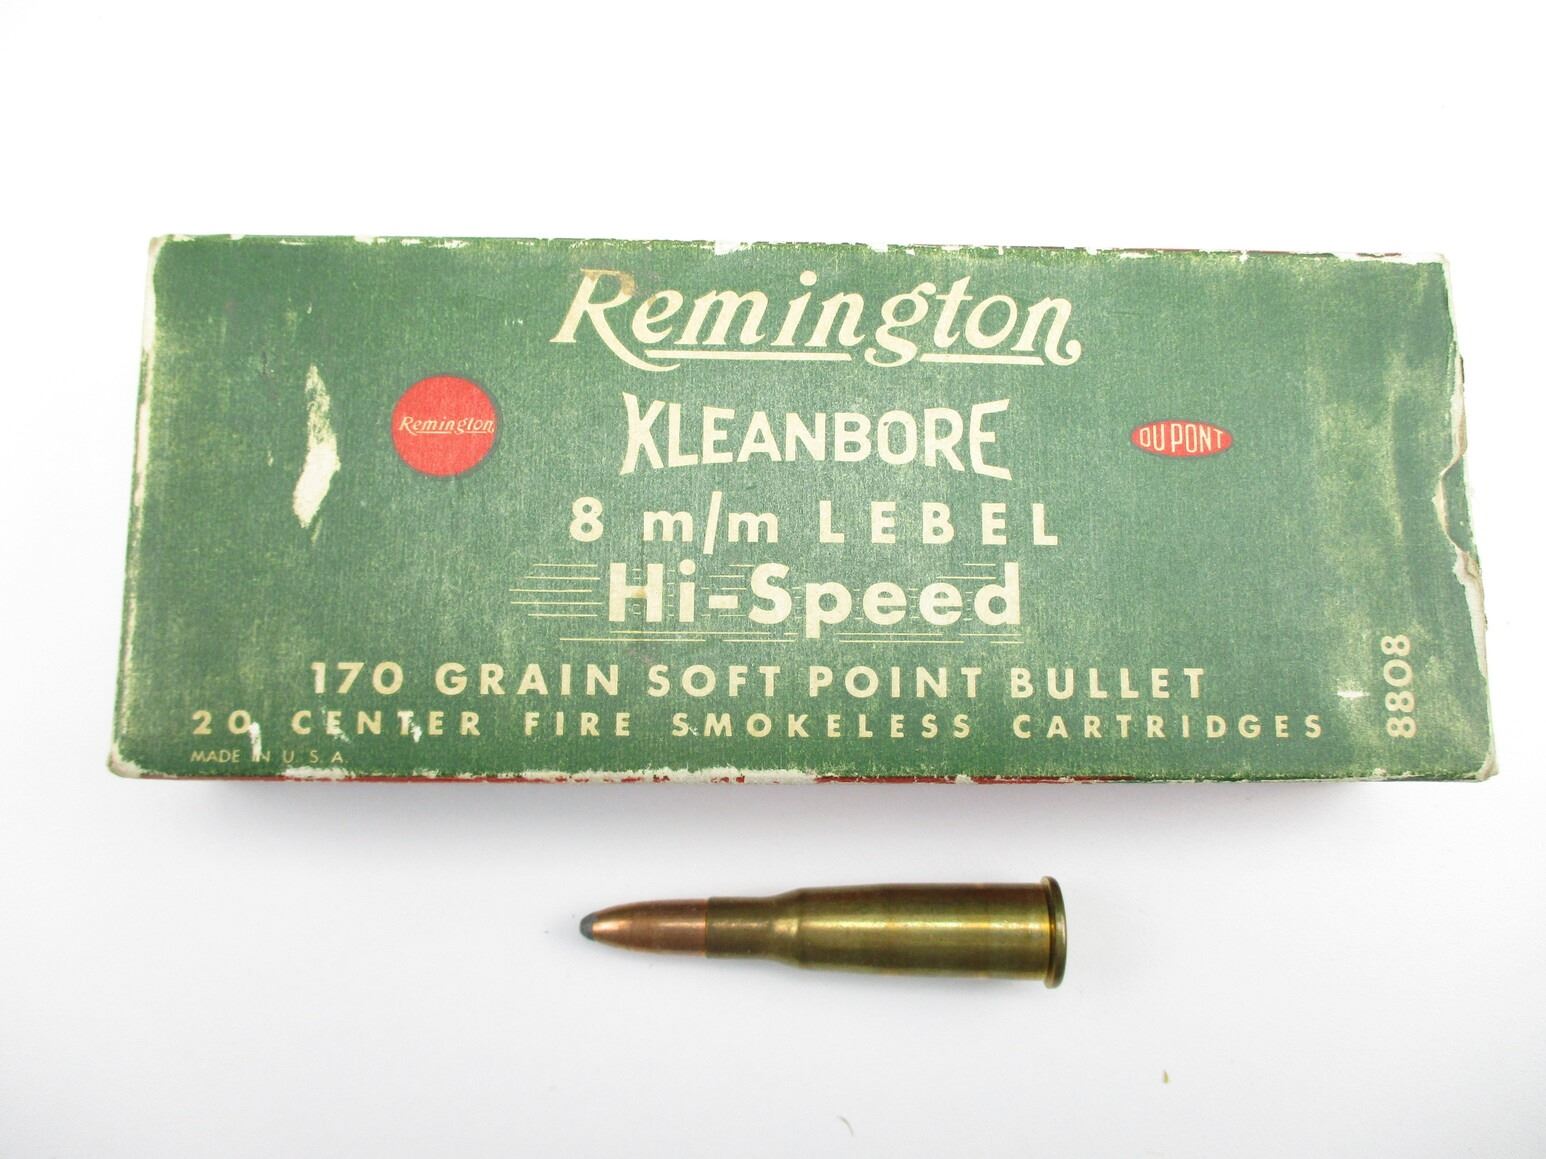 Remington
Remington
KLEANBORE
DU PONT
8 m/m LEBEL
Hi-Speed
170 GRAIN SOFT POINT BULLET
20 CENTER FIRE SMOKELESS CARTRIDGES
MADE IN U.S.A.
8808